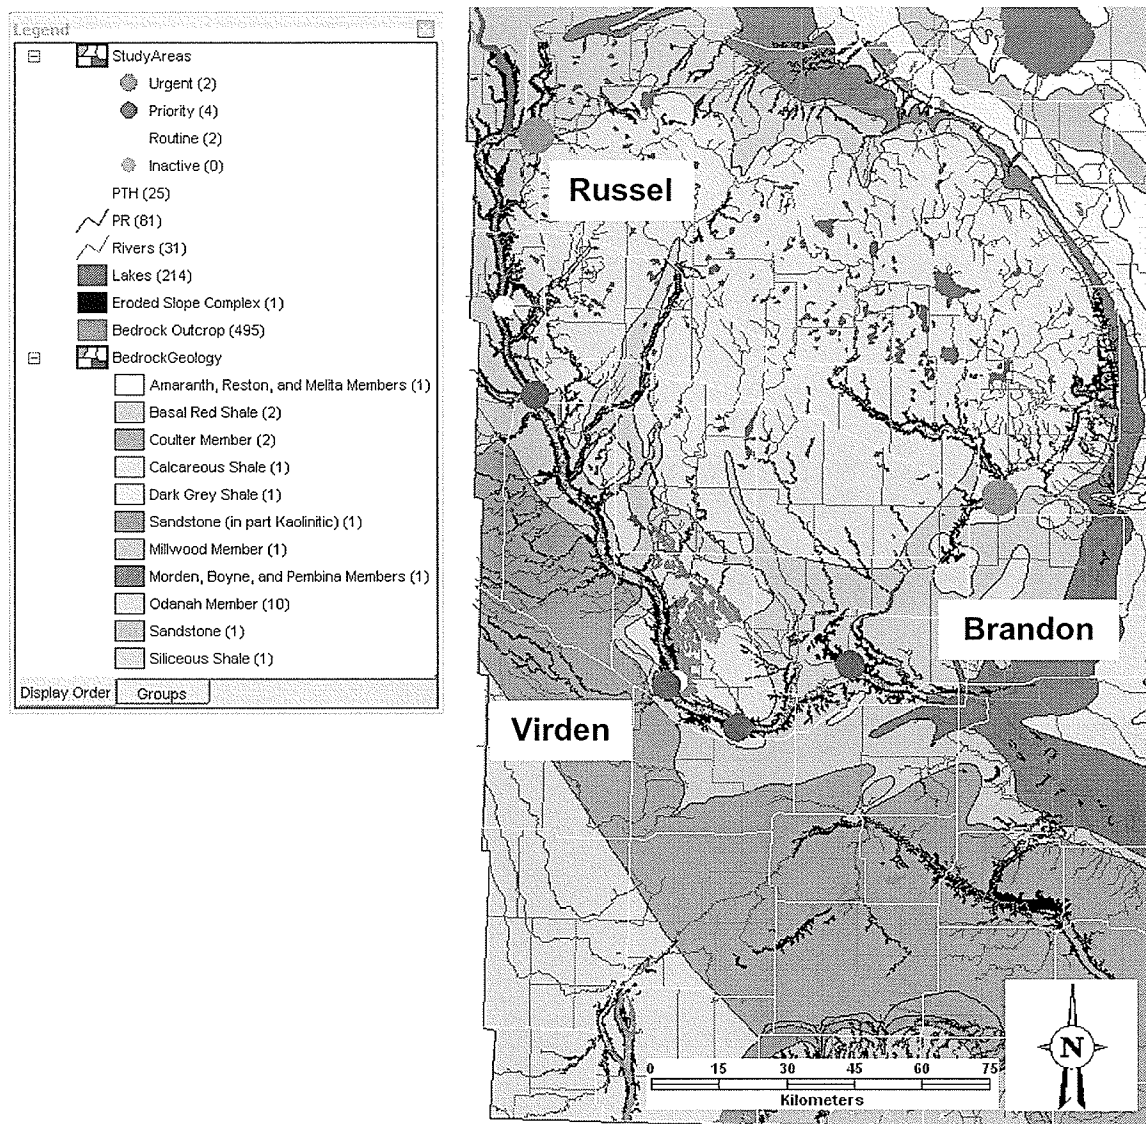 Legend
StudyAreas
Urgent (2)
Priority (4)
Routine (2)
Inactive (0)
PTH (25)
PR (81)
Rivers (31)
Lakes (214)
Eroded Slope Complex (1)
Bedrock Outcrop (495)
BedrockGeology
Amaranth, Reston, and Melita Members (1)
Basal Red Shale (2)
Coulter Member (2)
Calcareous Shale (1)
Dark Grey Shale (1)
Sandstone (in part Kaolinitic) (1)
Millwood Member (1)
Morden, Boyne, and Pembina Members (1)
Odanah Member (10)
Sandstone (1)
Siliceous Shale (1)
Display Order Groups
Russel
Brandon
Virden
N
0 15 30 45 60 75
Kilometers